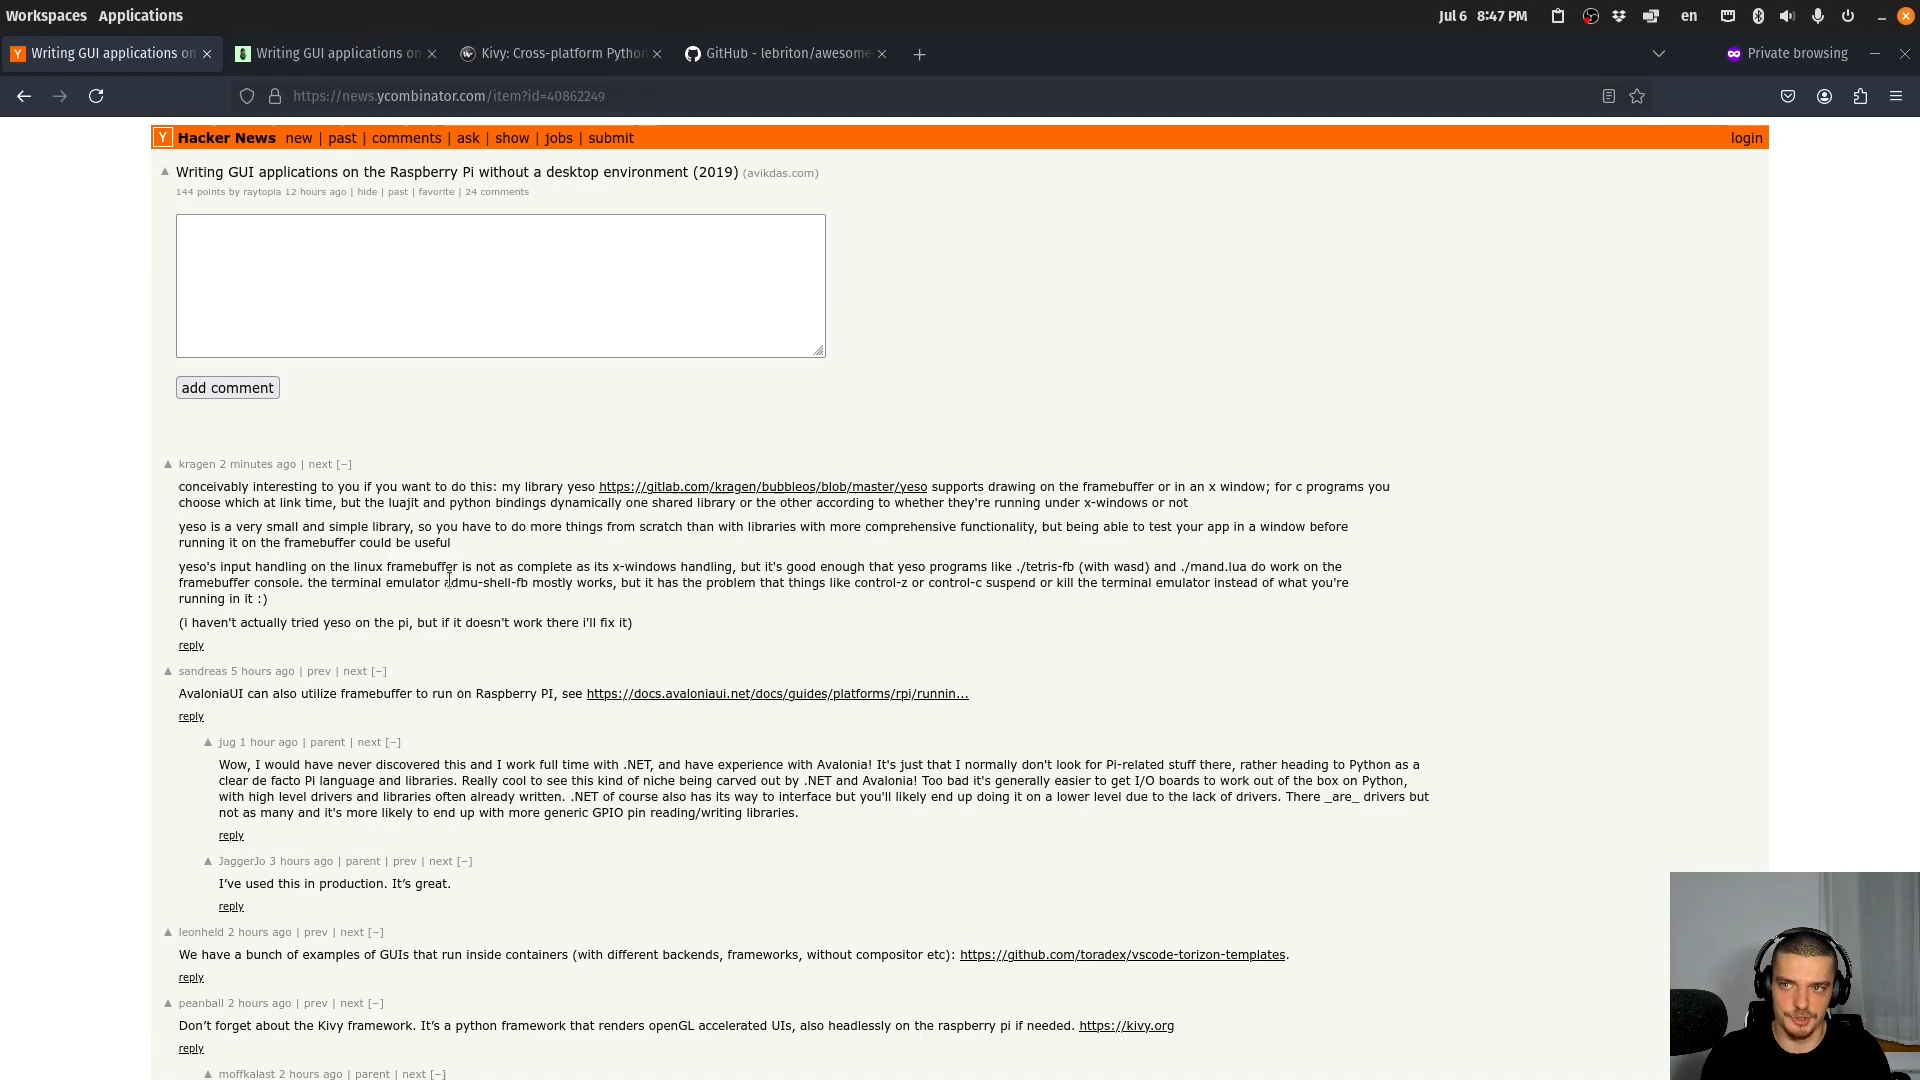 Workspaces Applications
Jul 6 8:47 PM
en
Writing GUI applications on
Writing GUI applications on
Kivy: Cross-platform Python
GitHub - lebriton/awesome-
Private browsing
https://news.ycombinator.com/item?id=40862249
Y Hacker News new | past | comments | ask | show | jobs | submit
login
Writing GUI applications on the Raspberry Pi without a desktop environment (2019) (avikdas.com)
144 points by raytopia 12 hours ago | hide | past | favorite | 24 comments
add comment
kragen 2 minutes ago | next [–]
conceivably interesting to you if you want to do this: my library yeso https://gitlab.com/kragen/bubbleos/blob/master/yeso supports drawing on the framebuffer or in an x window; for c programs you
choose which at link time, but the luajit and python bindings dynamically one shared library or the other according to whether they're running under x-windows or not
yeso is a very small and simple library, so you have to do more things from scratch than with libraries with more comprehensive functionality, but being able to test your app in a window before
running it on the framebuffer could be useful
yeso's input handling on the linux framebuffer is not as complete as its x-windows handling, but it's good enough that yeso programs like ./tetris-fb (with wasd) and ./mand.lua do work on the
framebuffer console. the terminal emulator admu-shell-fb mostly works, but it has the problem that things like control-z or control-c suspend or kill the terminal emulator instead of what you're
running in it :)
(i haven't actually tried yeso on the pi, but if it doesn't work there i'll fix it)
reply
sandreas 5 hours ago | prev | next [–]
AvaloniaUI can also utilize framebuffer to run on Raspberry PI, see https://docs.avaloniaui.net/docs/guides/platforms/rpi/runnin...
reply
jug 1 hour ago | parent | next [–]
Wow, I would have never discovered this and I work full time with .NET, and have experience with Avalonia! It's just that I normally don't look for Pi-related stuff there, rather heading to Python as a
clear de facto Pi language and libraries. Really cool to see this kind of niche being carved out by .NET and Avalonia! Too bad it's generally easier to get I/O boards to work out of the box on Python,
with high level drivers and libraries often already written. .NET of course also has its way to interface but you'll likely end up doing it on a lower level due to the lack of drivers. There _are_ drivers but
not as many and it's more likely to end up with more generic GPIO pin reading/writing libraries.
reply
JaggerJo 3 hours ago | parent | prev | next [–]
I’ve used this in production. It’s great.
reply
leonheld 2 hours ago | prev | next [–]
We have a bunch of examples of GUIs that run inside containers (with different backends, frameworks, without compositor etc): https://github.com/toradex/vscode-torizon-templates.
reply
peanball 2 hours ago | prev | next [–]
Don’t forget about the Kivy framework. It’s a python framework that renders openGL accelerated UIs, also headlessly on the raspberry pi if needed. https://kivy.org
reply
moffkalast 2 hours ago | parent | next [–]